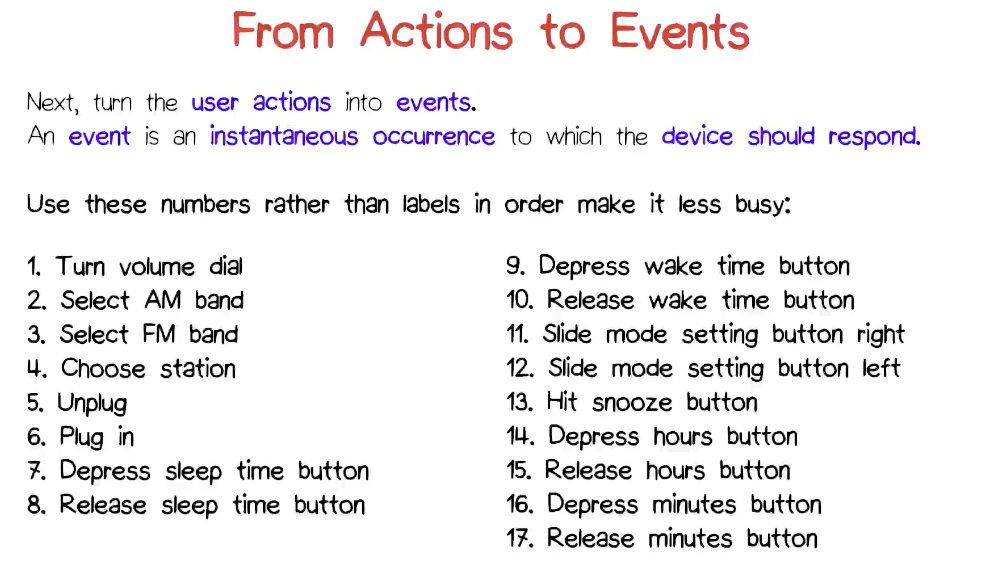 From Actions to Events
Next, turn the user actions into events.
An event is an instantaneous occurrence to which the device should respond.
Use these numbers rather than labels in order make it less busy:
1. Turn volume dial
2. Select AM band
3. Select FM band
4. Choose station
5. Unplug
6. Plug in
7. Depress sleep time button
8. Release sleep time button
9. Depress wake time button
10. Release wake time button
11. Slide mode setting button right
12. Slide mode setting button left
13. Hit snooze button
14. Depress hours button
15. Release hours button
16. Depress minutes button
17. Release minutes button